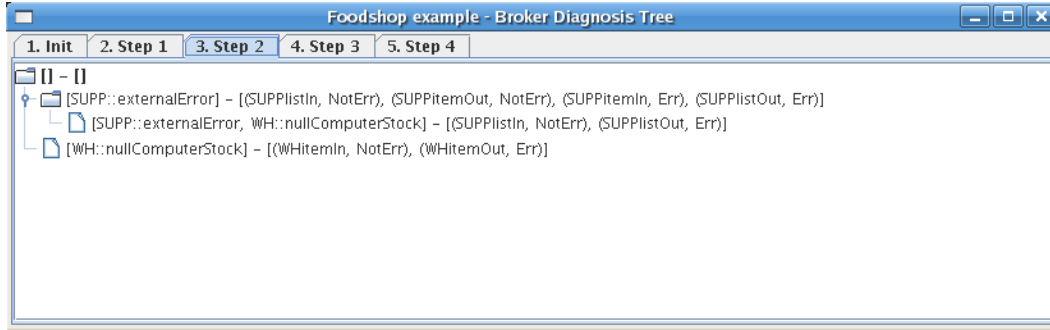 Foodshop example - Broker Diagnosis Tree
1. Init 2. Step 1 3. Step 2 4. Step 3 5. Step 4
[] – []
[SUPP::externalError] – [(SUPPlistIn, NotErr), (SUPPitemOut, NotErr), (SUPPitemIn, Err), (SUPPlistOut, Err)]
[SUPP::externalError, WH::nullComputerStock] – [(SUPPlistIn, NotErr), (SUPPlistOut, Err)]
[WH::nullComputerStock] – [(WHitemIn, NotErr), (WHitemOut, Err)]